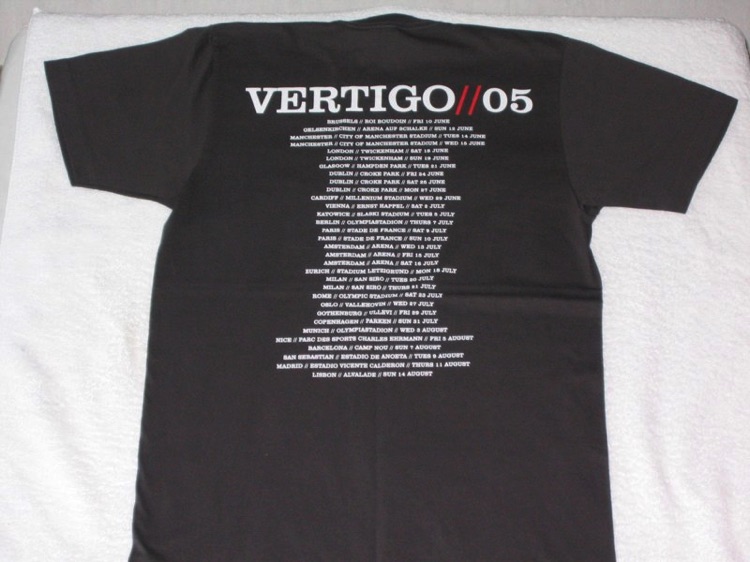 VERTIGO//05
BRUSSELS // ROI BOUDOIN // FRI 10 JUNE
GELSENKIRCHEN // ARENA AUF SCHALKE // SUN 12 JUNE
MANCHESTER // CITY OF MANCHESTER STADIUM // TUES 14 JUNE
MANCHESTER // CITY OF MANCHESTER STADIUM // WED 15 JUNE
LONDON // TWICKENHAM // SAT 18 JUNE
LONDON // TWICKENHAM // SUN 19 JUNE
GLASGOW // HAMPDEN PARK // TUES 21 JUNE
DUBLIN // CROKE PARK // FRI 24 JUNE
DUBLIN // CROKE PARK // SAT 25 JUNE
DUBLIN // CROKE PARK // MON 27 JUNE
CARDIFF // MILLENIUM STADIUM // WED 29 JUNE
VIENNA // ERNST HAPPEL // SAT 2 JULY
KATOWICE // SLASKI STADIUM // TUES 5 JULY
BERLIN // OLYMPIASTADION // THURS 7 JULY
PARIS // STADE DE FRANCE // SAT 9 JULY
PARIS // STADE DE FRANCE // SUN 10 JULY
AMSTERDAM // ARENA // WED 13 JULY
AMSTERDAM // ARENA // FRI 15 JULY
AMSTERDAM // ARENA // SAT 16 JULY
ZURICH // STADIUM LETZIGRUND // MON 18 JULY
MILAN // SAN SIRO // TUES 20 JULY
MILAN // SAN SIRO // THURS 21 JULY
ROME // OLYMPIC STADIUM // SAT 23 JULY
OSLO // VALLEHOVIN // WED 27 JULY
GOTHENBURG // ULLEVI // FRI 29 JULY
COPENHAGEN // PARKEN // SUN 31 JULY
MUNICH // OLYMPIASTADION // WED 3 AUGUST
NICE // PARC DES SPORTS CHARLES EHRMANN // FRI 5 AUGUST
BARCELONA // CAMP NOU // SUN 7 AUGUST
SAN SEBASTIAN // ESTADIO DE ANOETA // TUES 9 AUGUST
MADRID // ESTADIO VICENTE CALDERON // THURS 11 AUGUST
LISBON // ALVALADE // SUN 14 AUGUST